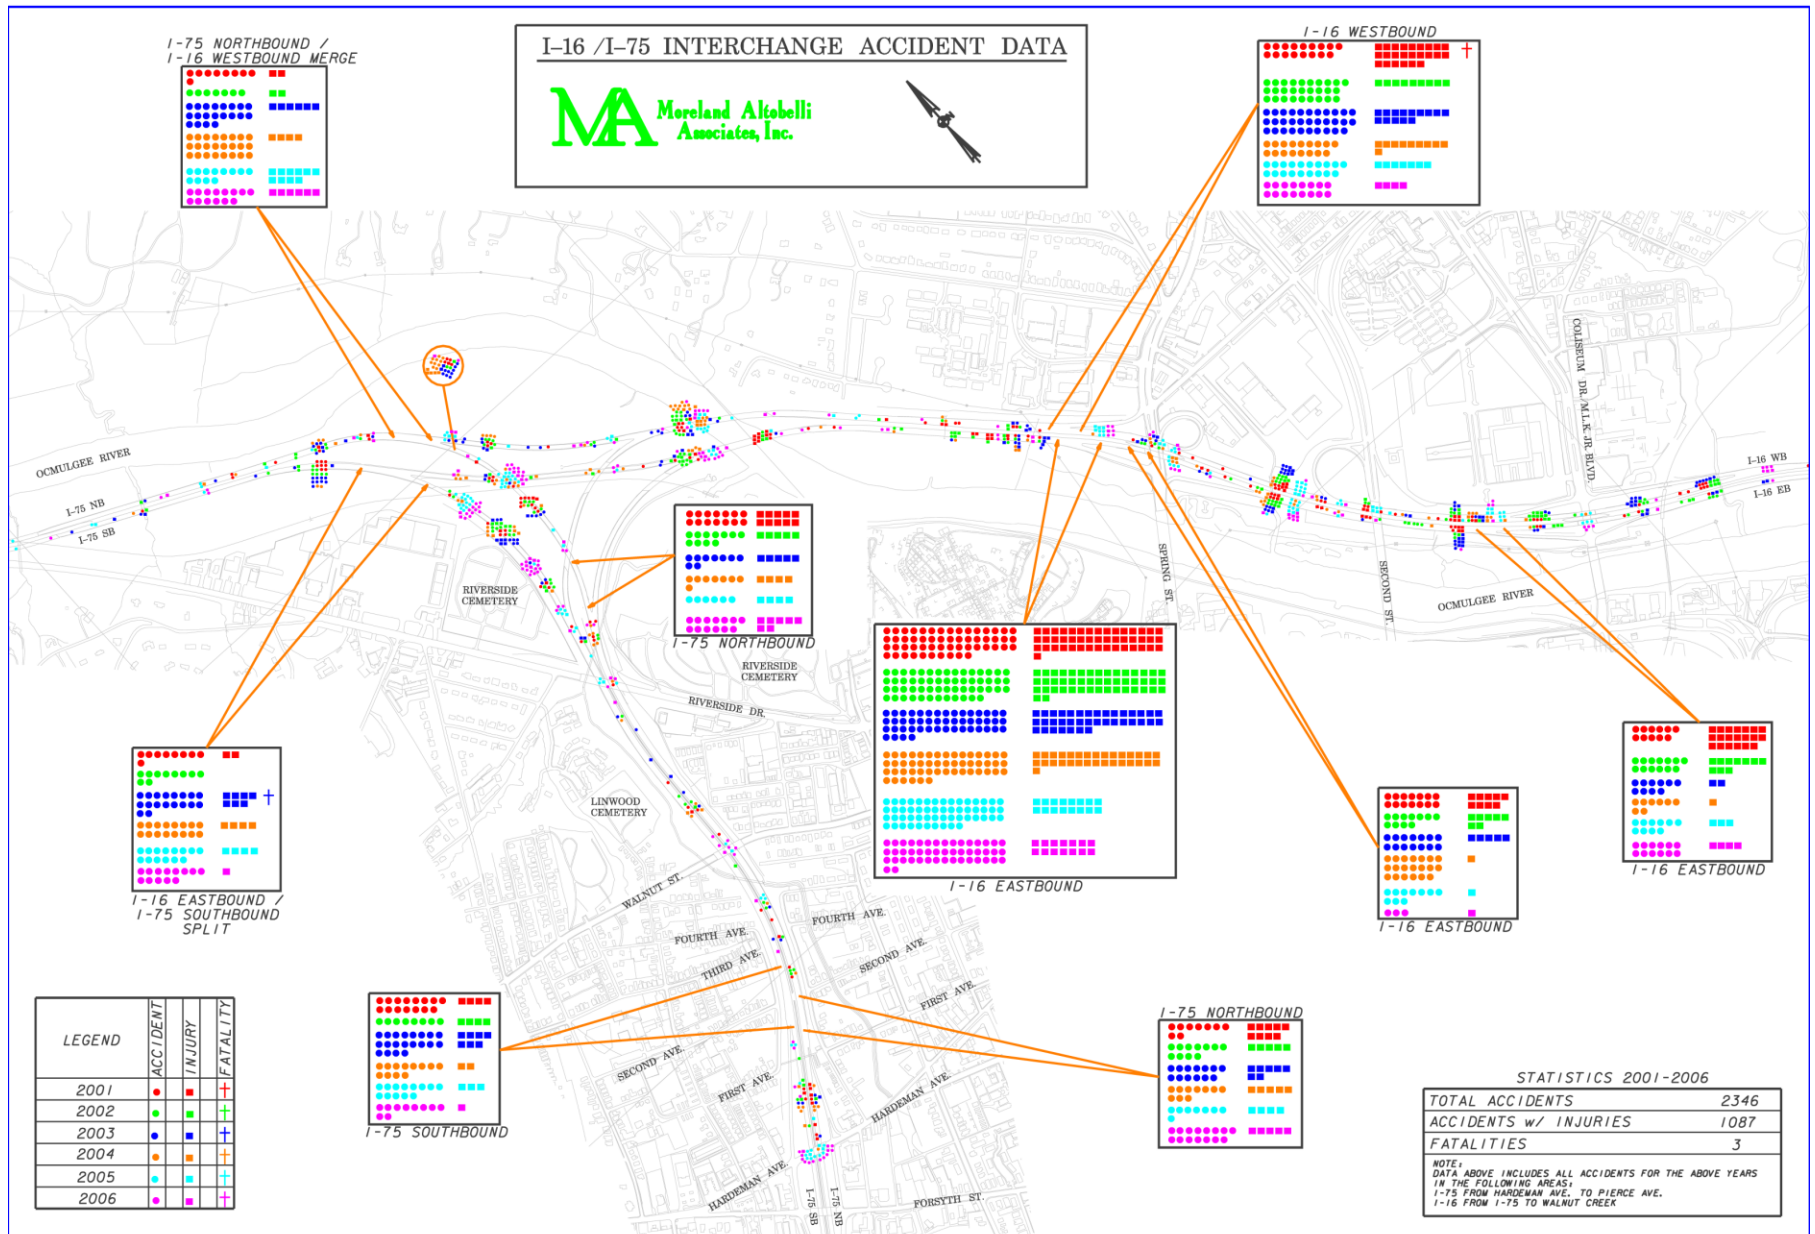 I-75 NORTHBOUND /
I-16 WESTBOUND MERGE
I-16 /I-75 INTERCHANGE ACCIDENT DATA
MA Moreland Altobelli
Associates, Inc.
I-16 WESTBOUND
OCMULGEE RIVER
I-75 NB
I-75 SB
COLISEUM DR./M.L.K. JR. BLVD.
I-16 WB
I-16 EB
SPRING ST.
SECOND ST.
OCMULGEE RIVER
RIVERSIDE
CEMETERY
I-75 NORTHBOUND
RIVERSIDE
CEMETERY
RIVERSIDE DR.
LINWOOD
CEMETERY
WALNUT ST.
I-16 EASTBOUND
I-16 EASTBOUND
I-16 EASTBOUND
I-16 EASTBOUND /
I-75 SOUTHBOUND
SPLIT
FOURTH AVE.
FOURTH AVE.
THIRD AVE.
SECOND AVE.
FIRST AVE.
SECOND AVE.
FIRST AVE.
HARDEMAN AVE.
HARDEMAN AVE.
FORSYTH ST.
I-75 SB
I-75 NB
I-75 SOUTHBOUND
I-75 NORTHBOUND
LEGEND ACCIDENT INJURY FATALITY
2001
2002
2003
2004
2005
2006
STATISTICS 2001-2006
TOTAL ACCIDENTS 2346
ACCIDENTS w/ INJURIES 1087
FATALITIES 3
NOTE:
DATA ABOVE INCLUDES ALL ACCIDENTS FOR THE ABOVE YEARS
IN THE FOLLOWING AREAS:
I-75 FROM HARDEMAN AVE. TO PIERCE AVE.
I-16 FROM I-75 TO WALNUT CREEK